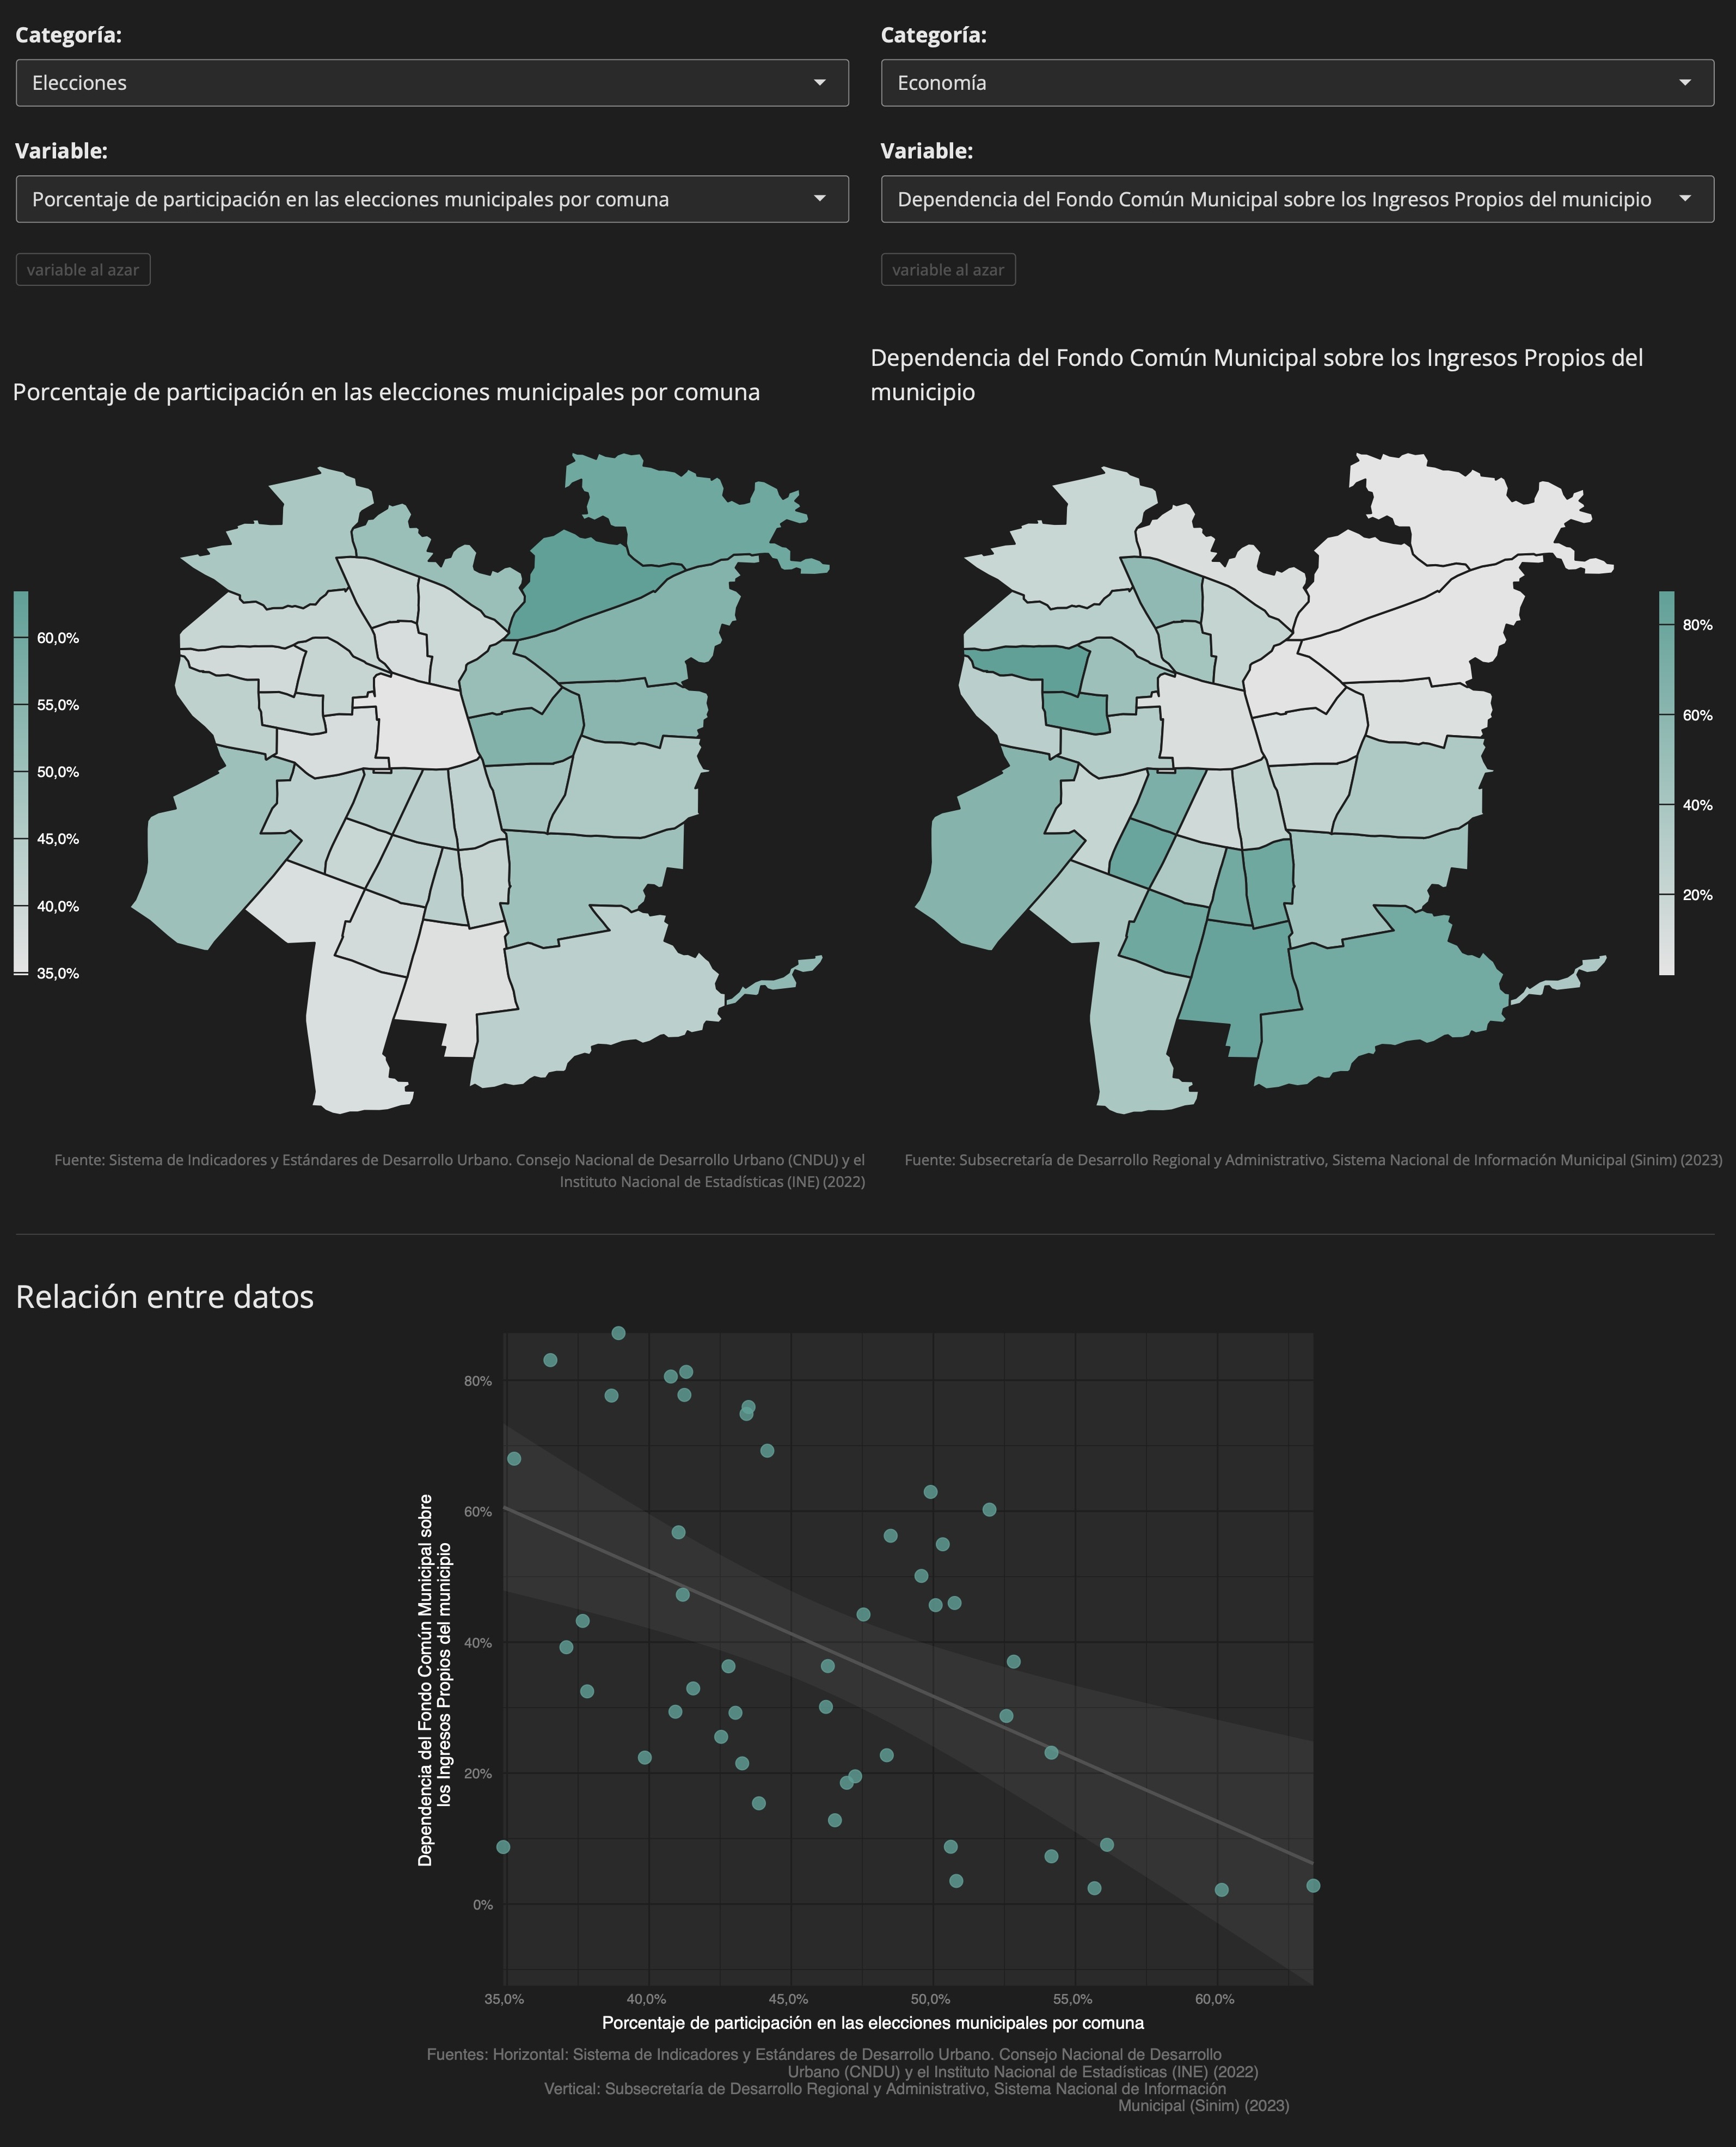 Categoría:
Elecciones
Variable:
Porcentaje de participación en las elecciones municipales por comuna
variable al azar
Categoría:
Economía
Variable:
Dependencia del Fondo Común Municipal sobre los Ingresos Propios del municipio
variable al azar
Porcentaje de participación en las elecciones municipales por comuna
60,0%
55,0%
50,0%
45,0%
40,0%
35,0%
Fuente: Sistema de Indicadores y Estándares de Desarrollo Urbano. Consejo Nacional de Desarrollo Urbano (CNDU) y el
Instituto Nacional de Estadísticas (INE) (2022)
Dependencia del Fondo Común Municipal sobre los Ingresos Propios del
municipio
80%
60%
40%
20%
Fuente: Subsecretaría de Desarrollo Regional y Administrativo, Sistema Nacional de Información Municipal (Sinim) (2023)
Relación entre datos
Dependencia del Fondo Común Municipal sobre
los Ingresos Propios del municipio
80%
60%
40%
20%
0%
35,0%
40,0%
45,0%
50,0%
55,0%
60,0%
Porcentaje de participación en las elecciones municipales por comuna
Fuentes: Horizontal: Sistema de Indicadores y Estándares de Desarrollo Urbano. Consejo Nacional de Desarrollo
Urbano (CNDU) y el Instituto Nacional de Estadísticas (INE) (2022)
Vertical: Subsecretaría de Desarrollo Regional y Administrativo, Sistema Nacional de Información
Municipal (Sinim) (2023)